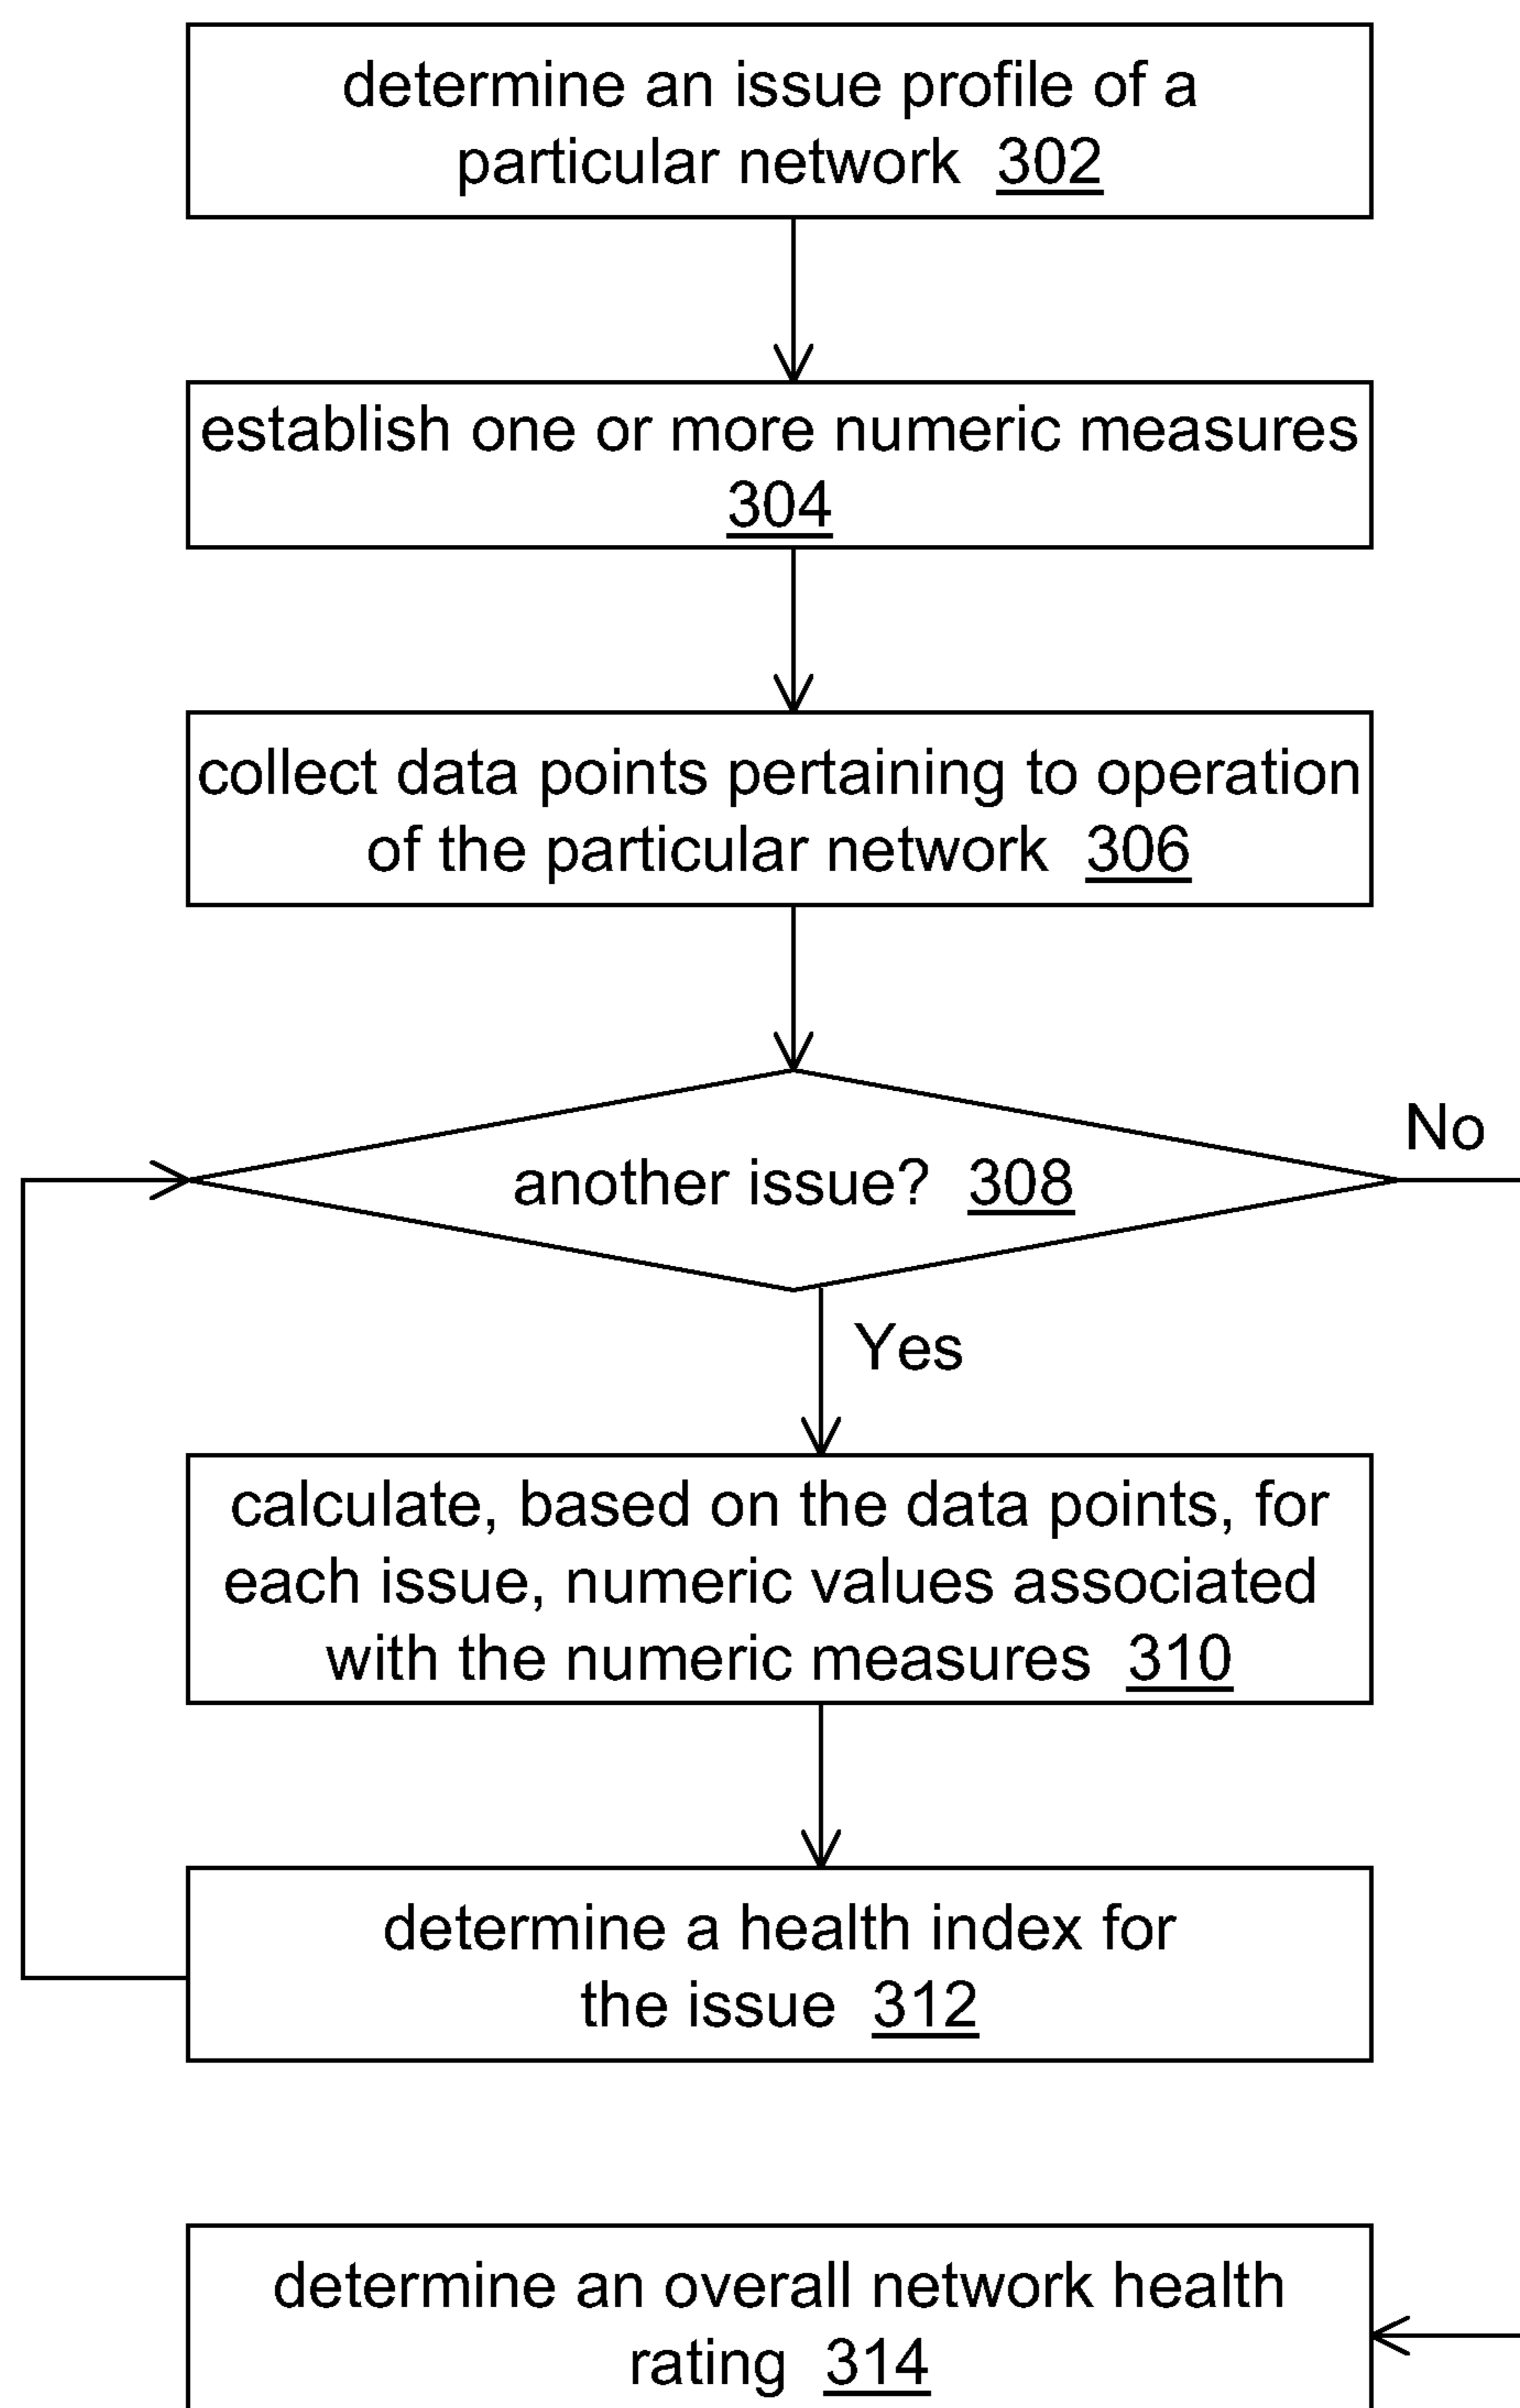 determine an issue profile of a
particular network 302
establish one or more numeric measures
304
collect data points pertaining to operation
of the particular network 306
No
another issue? 308
Yes
calculate, based on the data points, for
each issue, numeric values associated
with the numeric measures 310
determine a health index for
the issue 312
determine an overall network health
rating 314